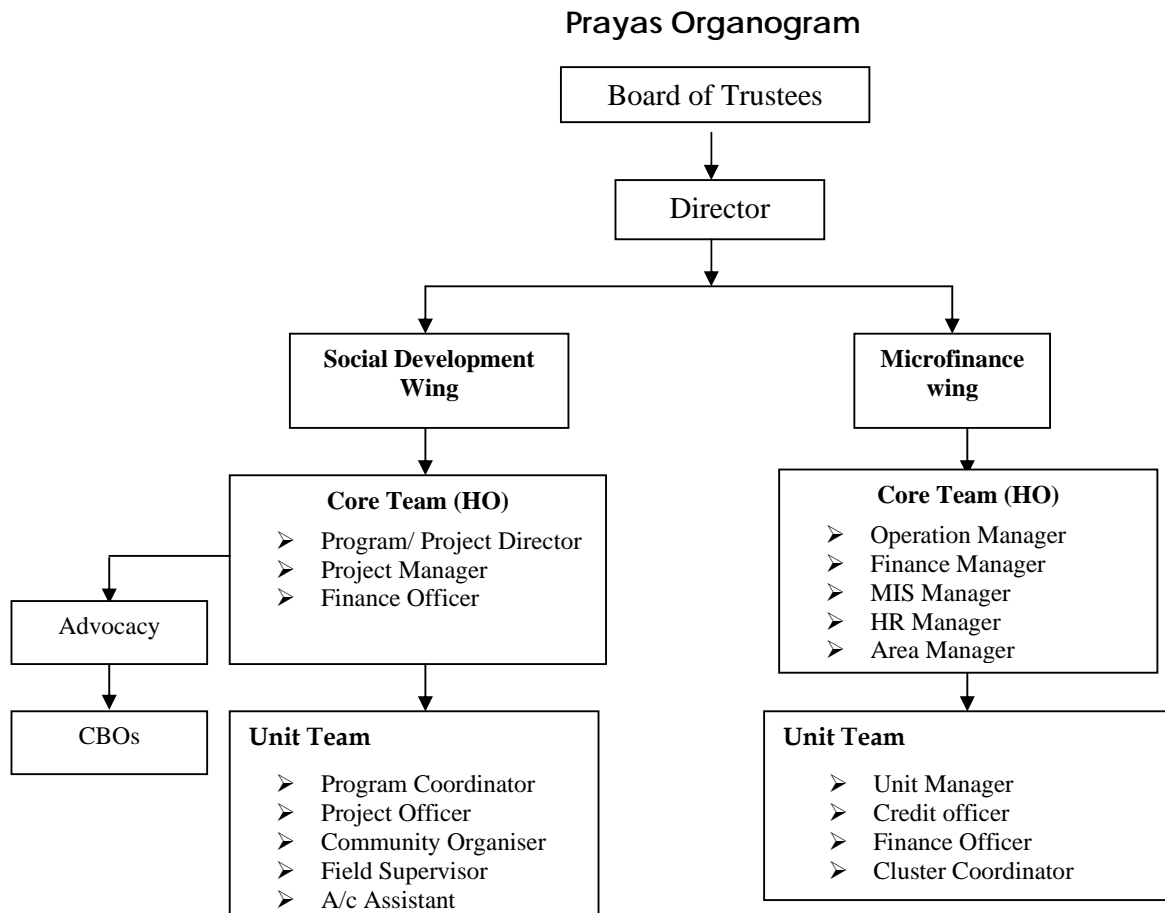 Prayas Organogram
Board of Trustees
Director
Social Development
Wing
Microfinance
wing
Core Team (HO)
➢ Program/ Project Director
➢ Project Manager
➢ Finance Officer
Core Team (HO)
➢ Operation Manager
➢ Finance Manager
➢ MIS Manager
➢ HR Manager
➢ Area Manager
Advocacy
CBOs
Unit Team
➢ Program Coordinator
➢ Project Officer
➢ Community Organiser
➢ Field Supervisor
➢ A/c Assistant
Unit Team
➢ Unit Manager
➢ Credit officer
➢ Finance Officer
➢ Cluster Coordinator